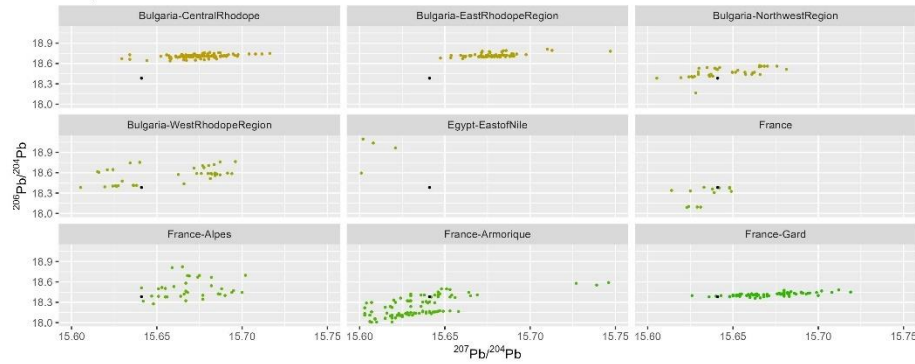 Bulgaria-CentralRhodope Bulgaria-EastRhodopeRegion Bulgaria-NorthwestRegion
18.9
18.6
18.3
18.0
Bulgaria-WestRhodopeRegion Egypt-EastofNile France
18.9
18.6
18.3
18.0
France-Alpes France-Armorique France-Gard
18.9
18.6
18.3
18.0
15.60 15.65 15.70 15.75 15.60 15.65 15.70 15.75 15.60 15.65 15.70 15.75
²⁰⁷Pb/²⁰⁴Pb
²⁰⁶Pb/²⁰⁴Pb